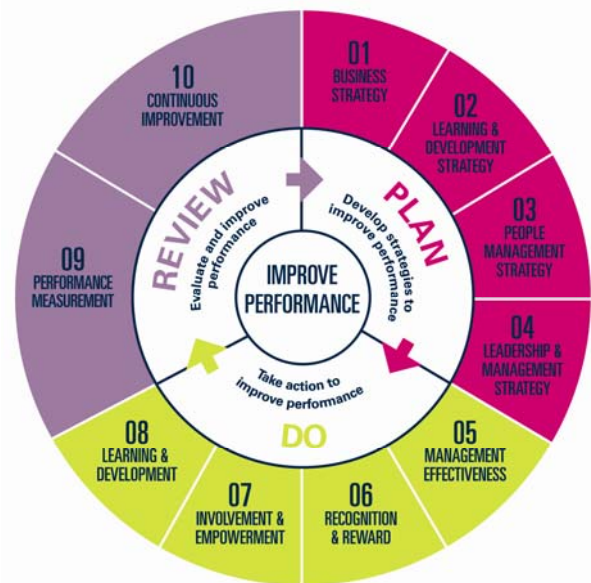 01
BUSINESS
STRATEGY
02
LEARNING &
DEVELOPMENT
STRATEGY
03
PEOPLE
MANAGEMENT
STRATEGY
04
LEADERSHIP &
MANAGEMENT
STRATEGY
05
MANAGEMENT
EFFECTIVENESS
06
RECOGNITION
& REWARD
07
INVOLVEMENT &
EMPOWERMENT
08
LEARNING &
DEVELOPMENT
09
PERFORMANCE
MEASUREMENT
10
CONTINUOUS
IMPROVEMENT
PLAN
Develop strategies to
improve performance
DO
Take action to
improve performance
REVIEW
Evaluate and improve
performance
IMPROVE
PERFORMANCE